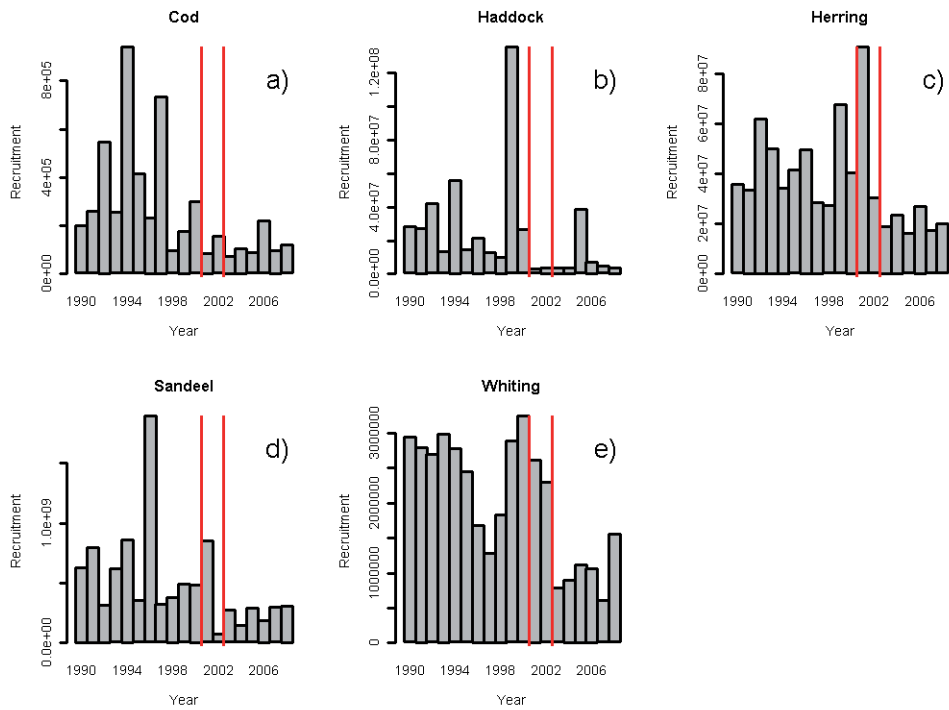 Cod
a)
Recruitment
0e+00 4e+05 8e+05
1990 1994 1998 2002 2006
Year
Haddock
b)
Recruitment
0.0e+00 4.0e+07 8.0e+07 1.2e+08
1990 1994 1998 2002 2006
Year
Herring
c)
Recruitment
0e+00 2e+07 4e+07 6e+07 8e+07
1990 1994 1998 2002 2006
Year
Sandeel
d)
Recruitment
0.0e+00 1.0e+09
1990 1994 1998 2002 2006
Year
Whiting
e)
Recruitment
0 1000000 2000000 3000000
1990 1994 1998 2002 2006
Year